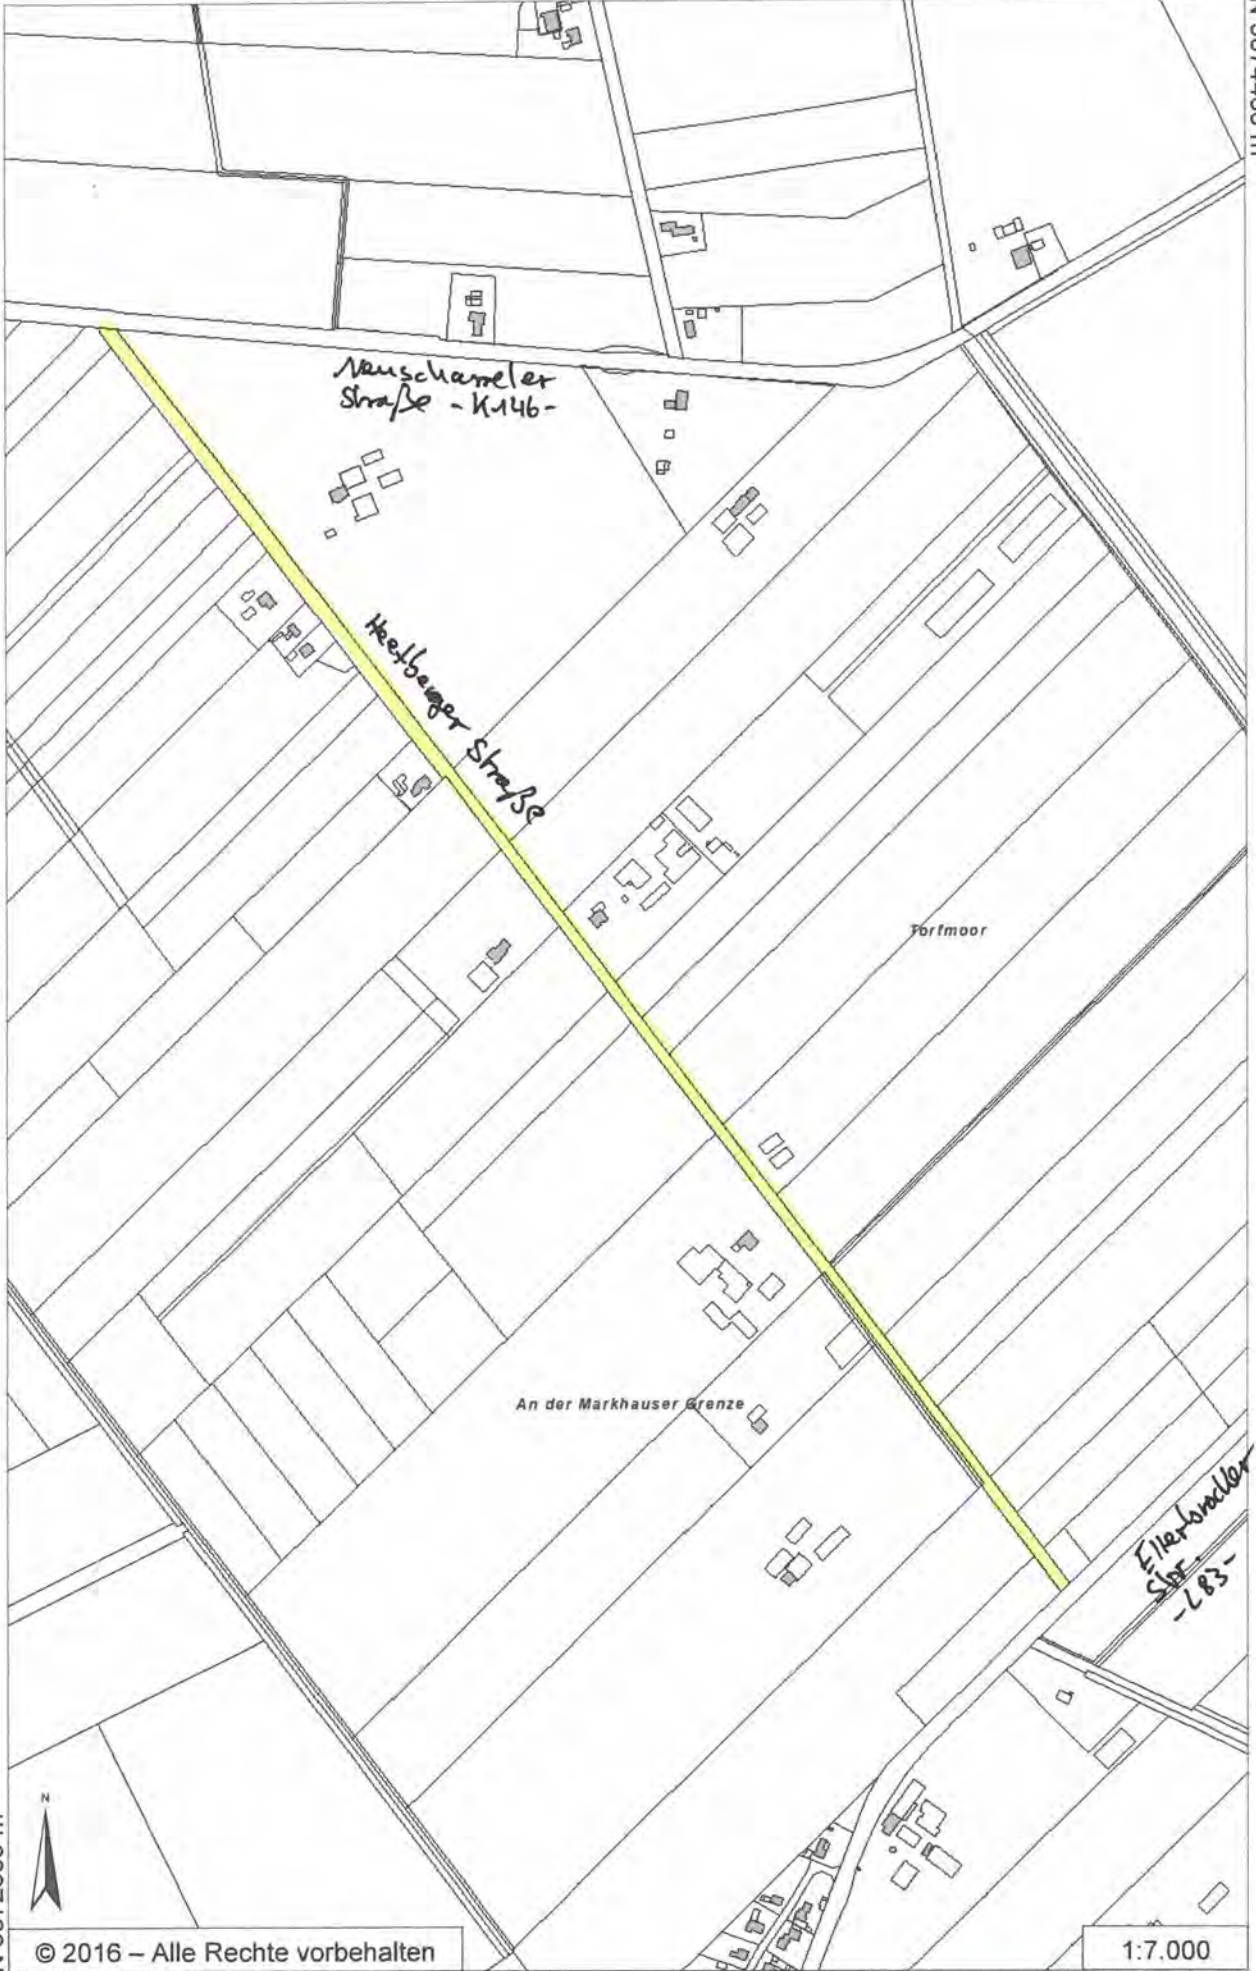 Neuscharreler
Straße - K146-
Heetberger Straße
Torfmoor
An der Markhauser Grenze
Ellerbrocker
Str.
- L83 -
N
© 2016 – Alle Rechte vorbehalten
1:7.000